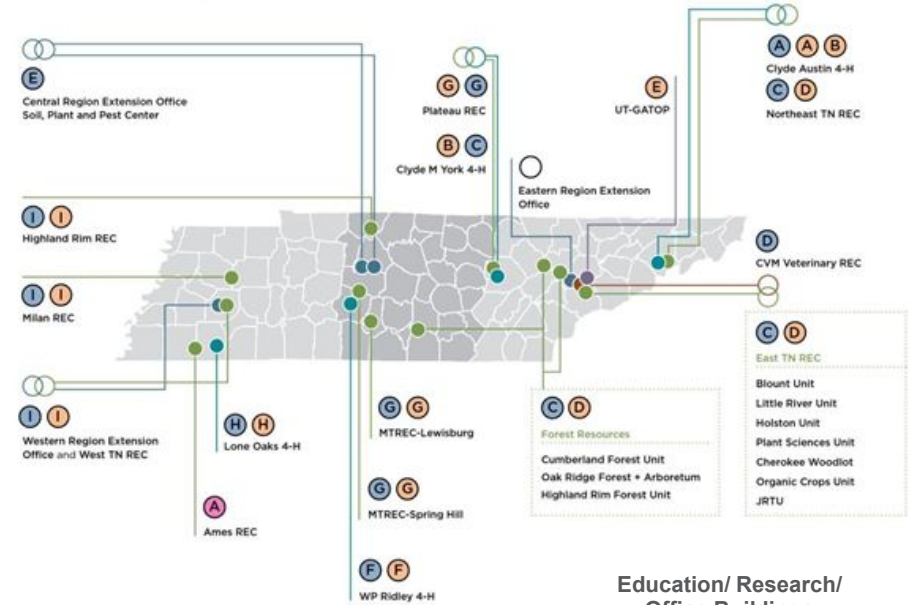 E
Central Region Extension Office
Soil, Plant and Pest Center
G G
Plateau REC
B C
Clyde M York 4-H
Eastern Region Extension
Office
E
UT-GATOP
A A B
Clyde Austin 4-H
C D
Northeast TN REC
I I
Highland Rim REC
I I
Milan REC
I I
Western Region Extension
Office and West TN REC
D
CVM Veterinary REC
C D
East TN REC
Blount Unit
Little River Unit
Holston Unit
Plant Sciences Unit
Cherokee Woodlot
Organic Crops Unit
JRTU
H H
Lone Oaks 4-H
A
Ames REC
G G
MTREC-Lewisburg
G G
MTREC-Spring Hill
F F
WP Ridley 4-H
C D
Forest Resources
Cumberland Forest Unit
Oak Ridge Forest + Arboretum
Highland Rim Forest Unit
Education/ Research/